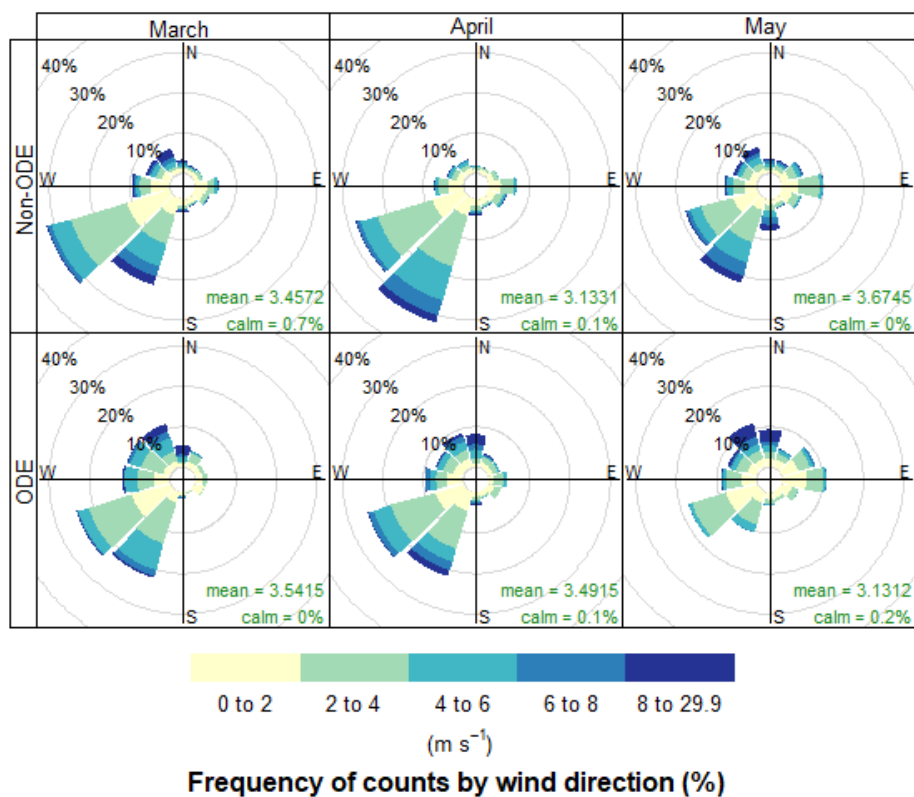 March
April
May
Non-ODE
40%
30%
20%
10%
N
W
E
S
mean = 3.4572
calm = 0.7%
40%
30%
20%
10%
N
W
E
S
mean = 3.1331
calm = 0.1%
40%
30%
20%
10%
N
W
E
S
mean = 3.6745
calm = 0%
ODE
40%
30%
20%
10%
N
W
E
S
mean = 3.5415
calm = 0%
40%
30%
20%
10%
N
W
E
S
mean = 3.4915
calm = 0.1%
40%
30%
20%
10%
N
W
E
S
mean = 3.1312
calm = 0.2%
0 to 2
2 to 4
4 to 6
6 to 8
8 to 29.9
(m s⁻¹)
Frequency of counts by wind direction (%)